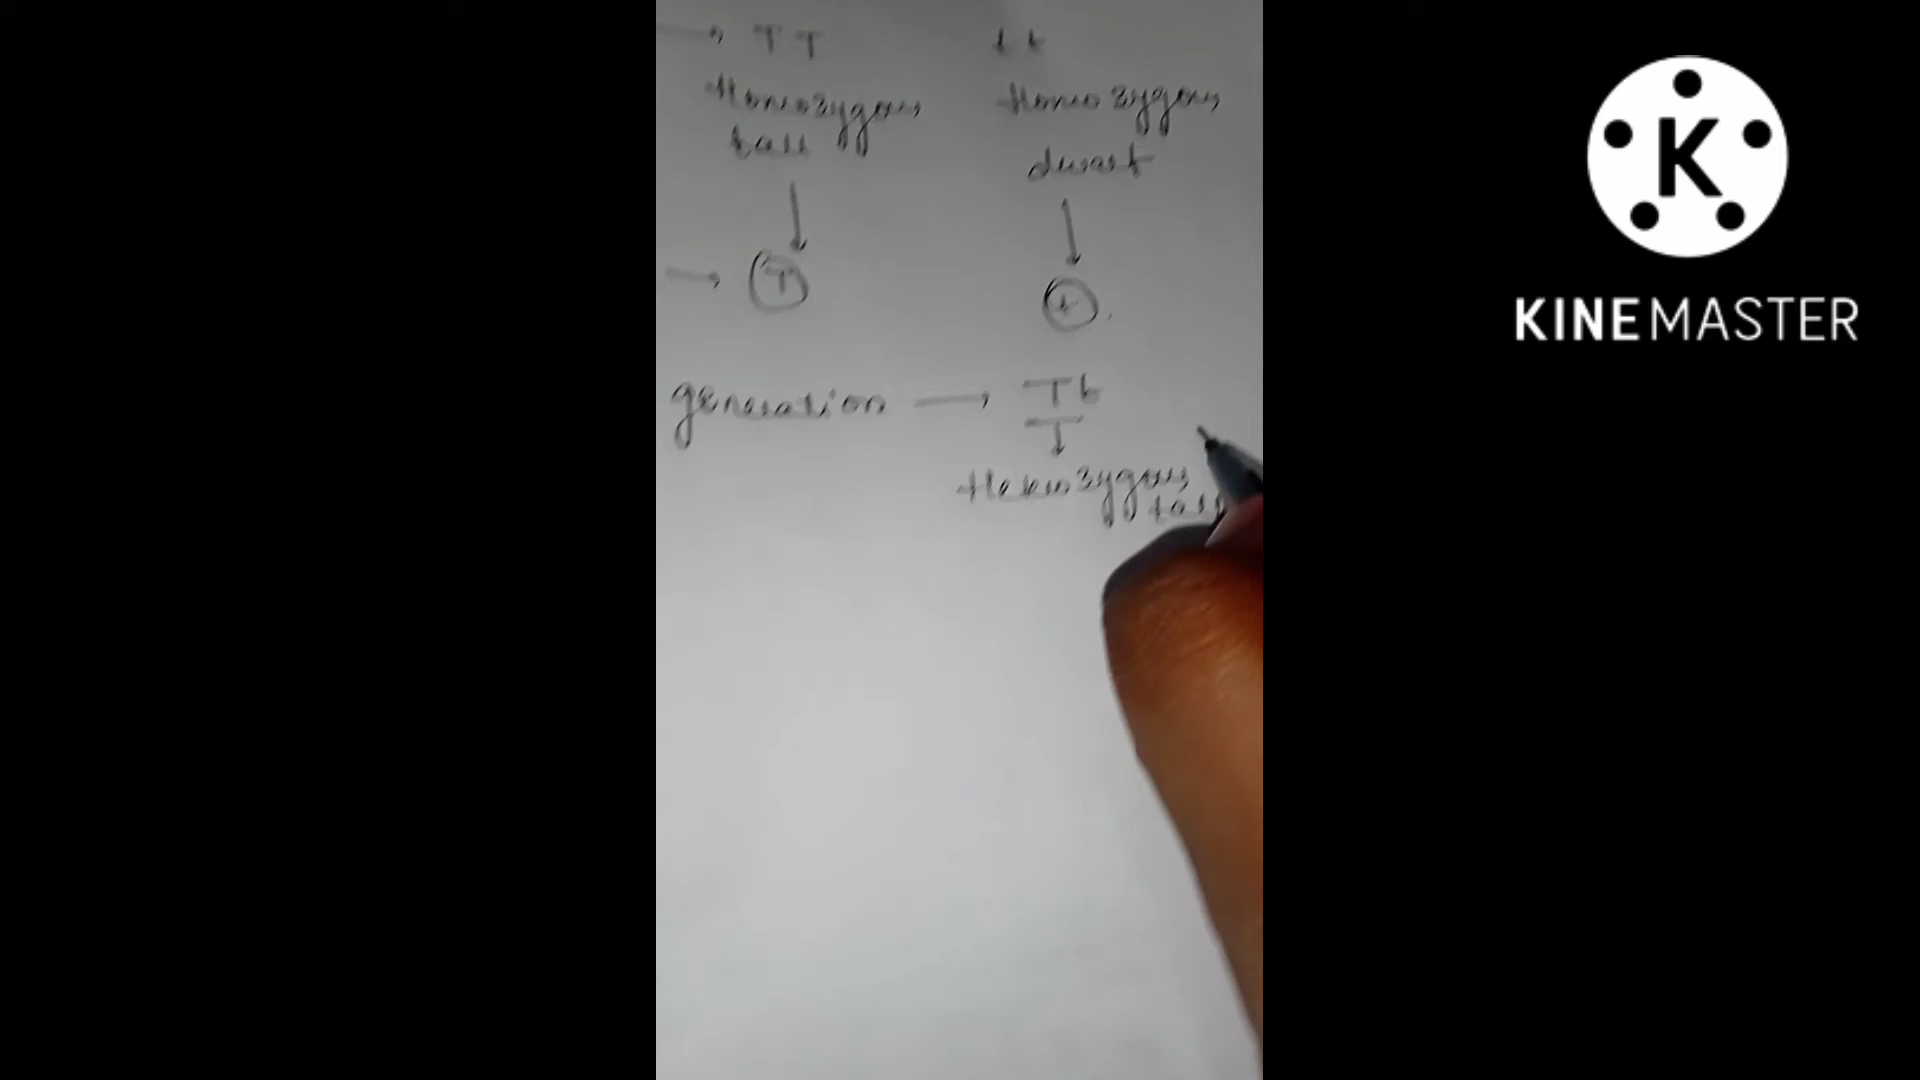 → TT tt
Homozygous Homozygous
tall dwarf
↓ ↓
→ T t
generation → Tt
↓
Heterozygous
tall
K
KINEMASTER